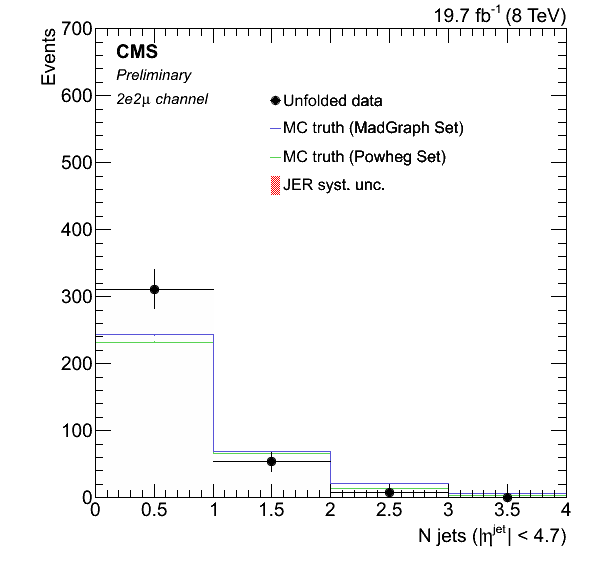 19.7 fb⁻¹ (8 TeV)
Events
700
600
500
400
300
200
100
0
CMS
Preliminary
2e2μ channel
Unfolded data
MC truth (MadGraph Set)
MC truth (Powheg Set)
JER syst. unc.
0 0.5 1 1.5 2 2.5 3 3.5 4
N jets (|η^jet| < 4.7)